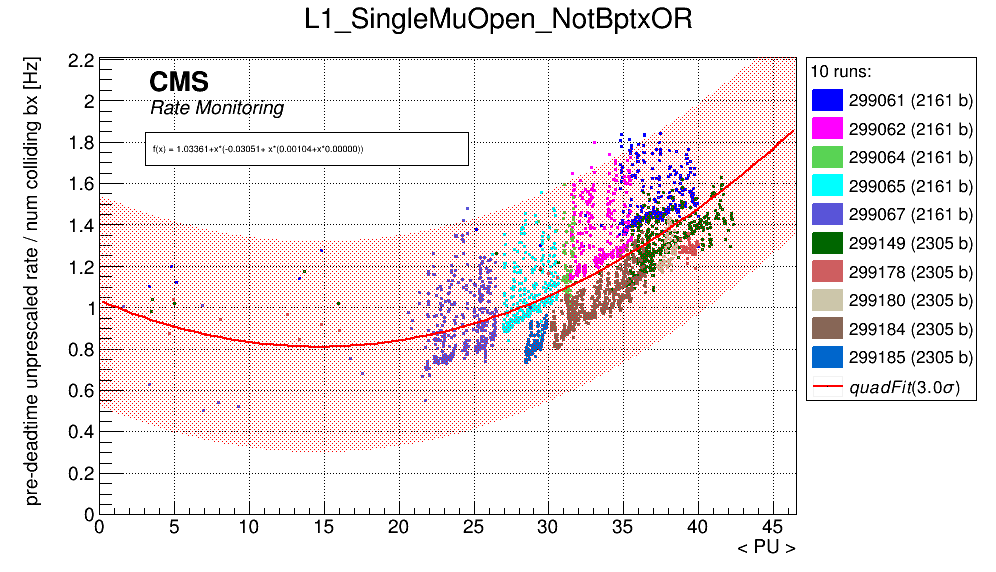 L1_SingleMuOpen_NotBptxOR
pre-deadtime unprescaled rate / num colliding bx [Hz]
2.2
2
1.8
1.6
1.4
1.2
1
0.8
0.6
0.4
0.2
0
CMS
Rate Monitoring
f(x) = 1.03361+x*(-0.03051+ x*(0.00104+x*0.00000))
0 5 10 15 20 25 30 35 40 45
< PU >
10 runs:
299061 (2161 b)
299062 (2161 b)
299064 (2161 b)
299065 (2161 b)
299067 (2161 b)
299149 (2305 b)
299178 (2305 b)
299180 (2305 b)
299184 (2305 b)
299185 (2305 b)
quadFit(3.0σ)